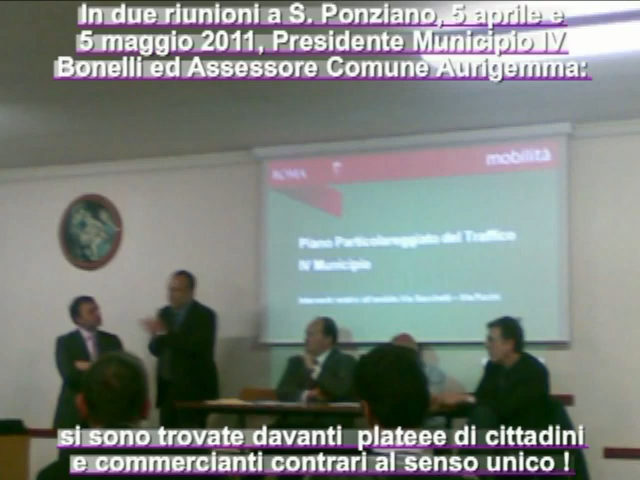 In due riunioni a S. Ponziano, 5 aprile e
5 maggio 2011, Presidente Municipio IV
Bonelli ed Assessore Comune Aurigemma:
ROMA
mobilità
Piano Particolareggiato del Traffico
IV Municipio
si sono trovate davanti plateee di cittadini
e commercianti contrari al senso unico !